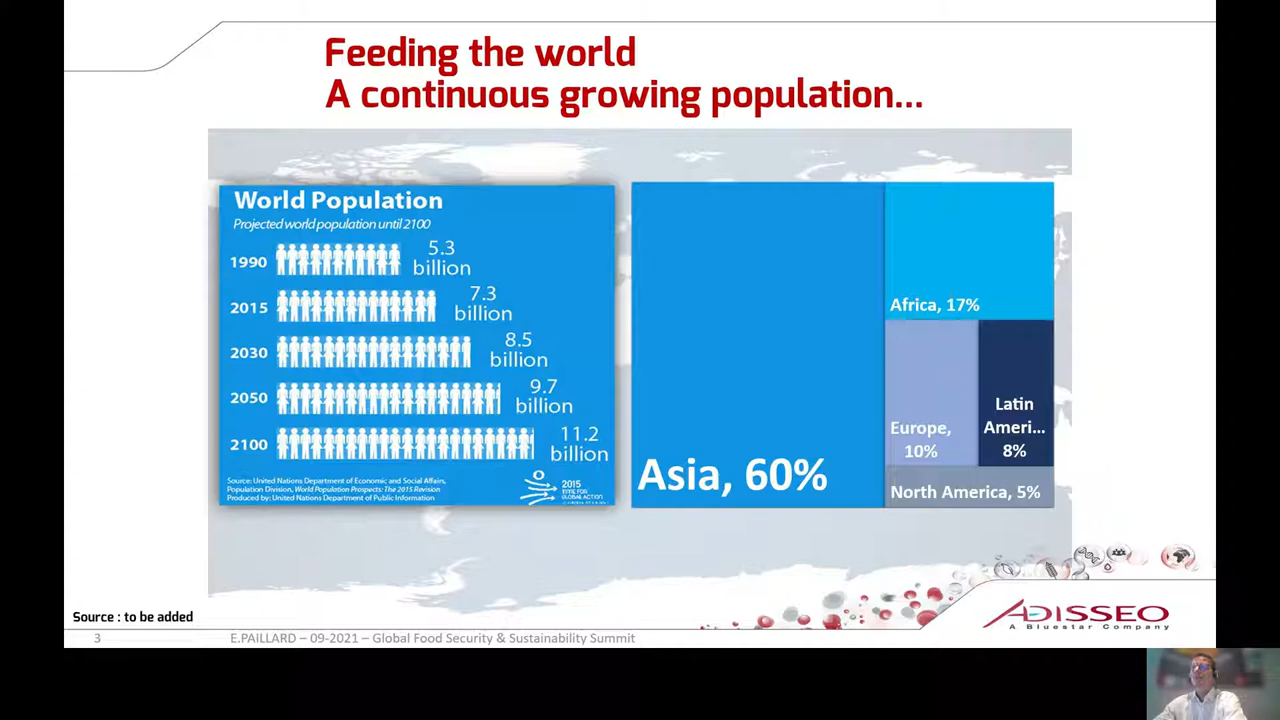 Feeding the world
A continuous growing population...
World Population
Projected world population until 2100
1990
5.3
billion
2015
7.3
billion
2030
8.5
billion
2050
9.7
billion
2100
11.2
billion
Source: United Nations Department of Economic and Social Affairs,
Population Division, World Population Prospects: The 2015 Revision
Produced by: United Nations Department of Public Information
2015
TIME FOR
GLOBAL ACTION
Asia, 60%
Africa, 17%
Europe,
10%
Latin
Ameri...
8%
North America, 5%
Source : to be added
3
E.PAILLARD – 09-2021 – Global Food Security & Sustainability Summit
ADISSEO
A Bluestar Company